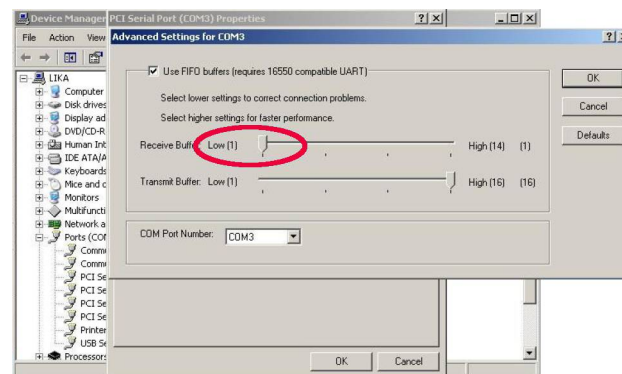 Device Manager
PCI Serial Port (COM3) Properties
File Action View
Advanced Settings for COM3
LIKA
Computer
Disk drives
Display ad
DVD/CD-R
Human Int
IDE ATA/A
Keyboards
Mice and o
Monitors
Multifuncti
Network a
Ports (CO
Commu
Commu
PCI Se
PCI Se
PCI Se
PCI Se
Printer
USB Se
Processors
Use FIFO buffers (requires 16550 compatible UART)
Select lower settings to correct connection problems.
Select higher settings for faster performance.
Receive Buffer: Low (1) High (14) (1)
Transmit Buffer: Low (1) High (16) (16)
COM Port Number: COM3
OK
Cancel
Defaults
OK Cancel